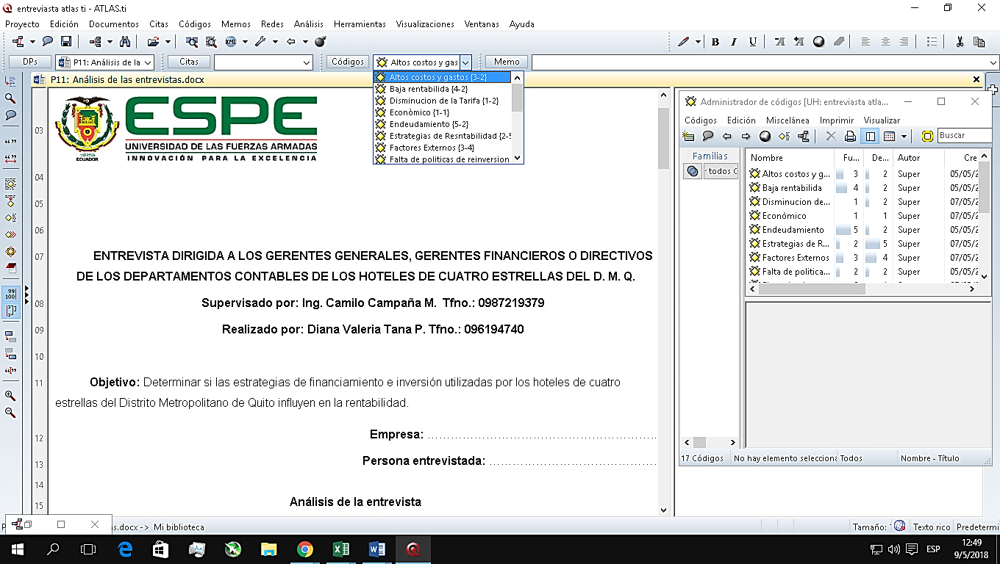 entreviasta atlas ti - ATLAS.ti
Proyecto Edición Documentos Citas Códigos Memos Redes Análisis Herramientas Visualizaciones Ventanas Ayuda
XML B I U A A
DPs P11: Análisis de la Citas Códigos Altos costos y gas Memo
P11: Análisis de las entrevistas.docx
Altos costos y gastos {3-2}
Baja rentabilida {4-2}
Disminucion de la Tarifa {1-2}
Econòmico {1-1}
Endeudamiento {5-2}
Estrategias de Resntabilidad {2-5
Factores Externos {3-4}
Falta de politicas de reinversion
ESPE
UNIVERSIDAD DE LAS FUERZAS ARMADAS
INNOVACIÓN PARA LA EXCELENCIA
ECUADOR
03
04
05
06
07
08
09
10
11
12
13
14
15
99
100
ENTREVISTA DIRIGIDA A LOS GERENTES GENERALES, GERENTES FINANCIEROS O DIRECTIVOS
DE LOS DEPARTAMENTOS CONTABLES DE LOS HOTELES DE CUATRO ESTRELLAS DEL D. M. Q.
Supervisado por: Ing. Camilo Campaña M. Tfno.: 0987219379
Realizado por: Diana Valeria Tana P. Tfno.: 096194740
Objetivo: Determinar si las estrategias de financiamiento e inversión utilizadas por los hoteles de cuatro
estrellas del Distrito Metropolitano de Quito influyen en la rentabilidad.
Empresa: ……………………………………………………
Persona entrevistada: ………………………………………
Análisis de la entrevista
Administrador de códigos [UH: entreviasta atla...
Códigos Edición Miscelánea Imprimir Visualizar
Buscar
Familias
todos C
Nombre Fu... De... Autor Cre
Altos costos y g... 3 2 Super 05/05/2
Baja rentabilida 4 2 Super 05/05/2
Disminucion de... 1 2 Super 07/05/2
Econòmico 1 1 Super 07/05/2
Endeudamiento 5 2 Super 05/05/2
Estrategias de R... 2 5 Super 07/05/2
Factores Externos 3 4 Super 07/05/2
Falta de politica... 2 2 Super 05/05/2
17 Códigos No hay elemento selecciona Todos Nombre - Título
s.docx -> Mi biblioteca Tamaño: Texto rico Predetermi
ESP
12:49
9/5/2018